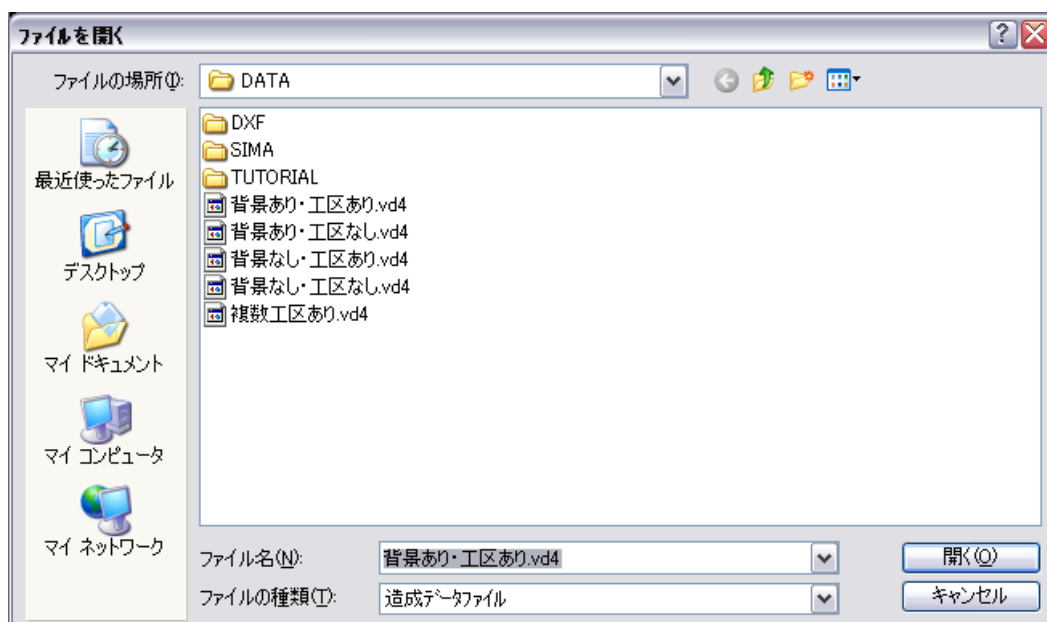 ファイルを開く
ファイルの場所(I):
DATA
最近使ったファイル
デスクトップ
マイ ドキュメント
マイ コンピュータ
マイ ネットワーク
DXF
SIMA
TUTORIAL
背景あり・工区あり.vd4
背景あり・工区なし.vd4
背景なし・工区あり.vd4
背景なし・工区なし.vd4
複数工区あり.vd4
ファイル名(N):
背景あり・工区あり.vd4
開く(O)
ファイルの種類(T):
造成データファイル
キャンセル